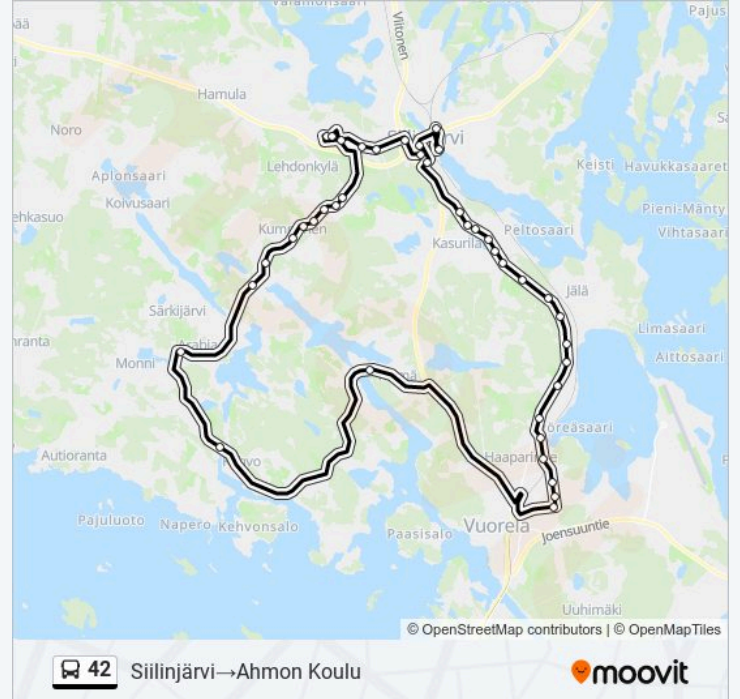 Viitonen
Pajus
Hamula
Noro
Lehdonkylä
Keisti
Havukkasaaret
Aplonsaari
Koivusaari
Pieni-Mänty
Vihtasaari
Peltosaari
Kasurila
Särkijärvi
Jälä
Limasaari
Monni
Aittosaari
Autioranta
Pajuluoto
Napero
Kehvonsalo
Paasisalo
Vuorela
Joensuuntie
Uuhimäki
© OpenStreetMap contributors | © OpenMapTiles
42 Siilinjärvi→Ahmon Koulu
moovit